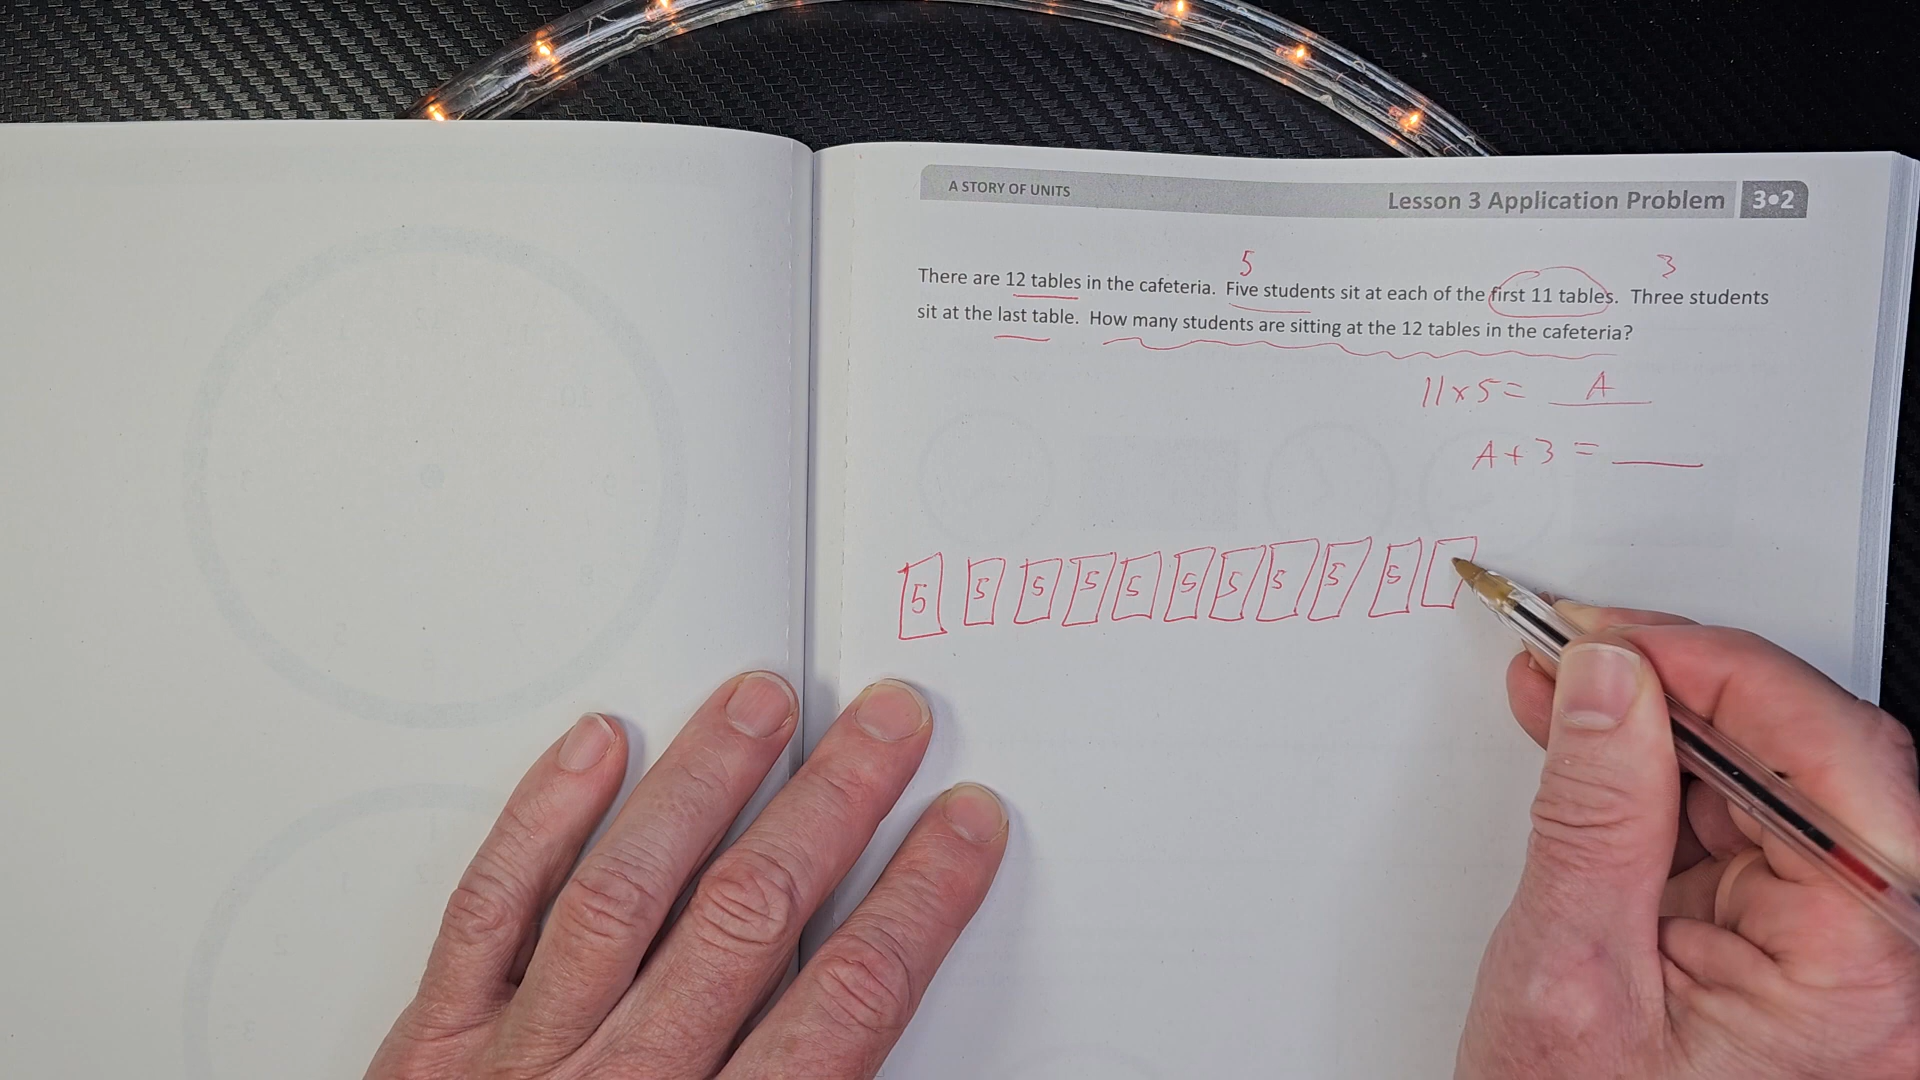 A STORY OF UNITS
Lesson 3 Application Problem 3•2
5 3
There are 12 tables in the cafeteria. Five students sit at each of the first 11 tables. Three students
sit at the last table. How many students are sitting at the 12 tables in the cafeteria?
11 x 5 = A
A + 3 = ___
5 5 5 5 5 5 5 5 5 5